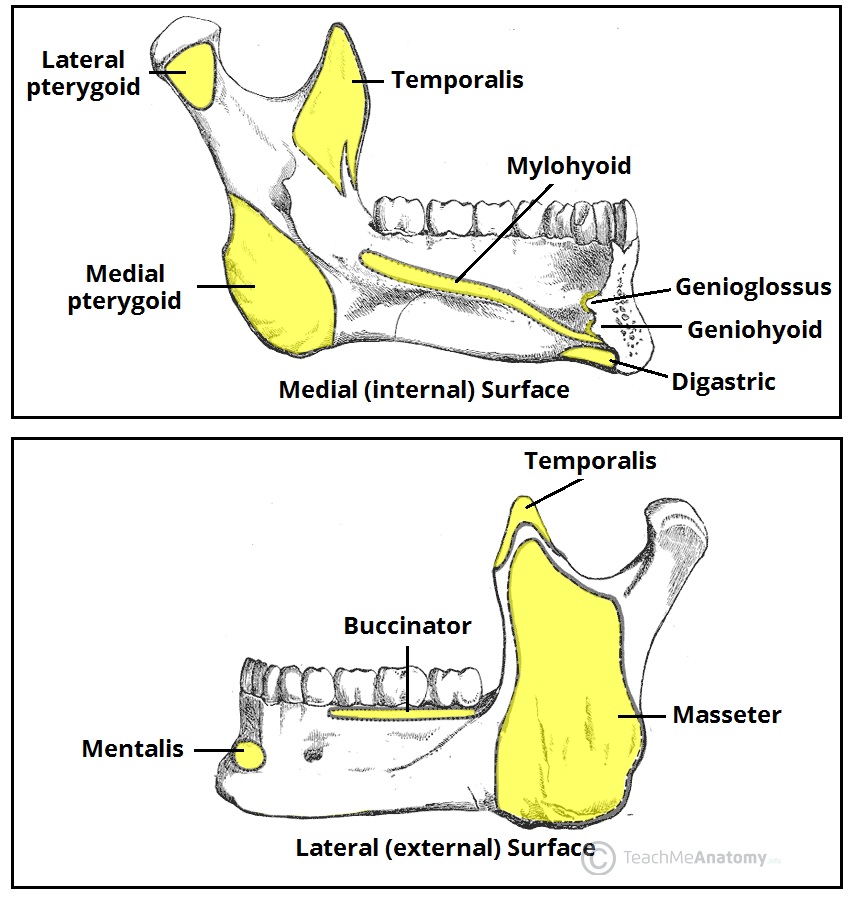 Lateral
pterygoid
Temporalis
Mylohyoid
Medial
pterygoid
Genioglossus
Geniohyoid
Digastric
Medial (internal) Surface
Temporalis
Buccinator
Masseter
Mentalis
Lateral (external) Surface
© TeachMeAnatomy